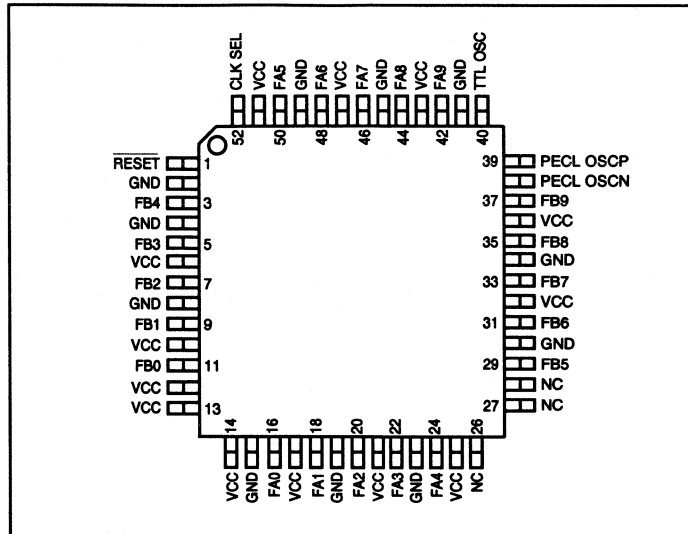 CLK SEL
VCC
FA5
GND
FA6
VCC
FA7
GND
FA8
VCC
FA9
GND
TTL OSC
52
50
48
46
44
42
40
RESET
1
GND
FB4
3
GND
FB3
5
VCC
FB2
7
GND
FB1
9
VCC
FB0
11
VCC
VCC
13
39
PECL OSCP
PECL OSCN
37
FB9
VCC
35
FB8
GND
33
FB7
VCC
31
FB6
GND
29
FB5
NC
27
NC
14
16
18
20
22
24
26
VCC
GND
FA0
VCC
FA1
GND
FA2
VCC
FA3
GND
FA4
VCC
NC